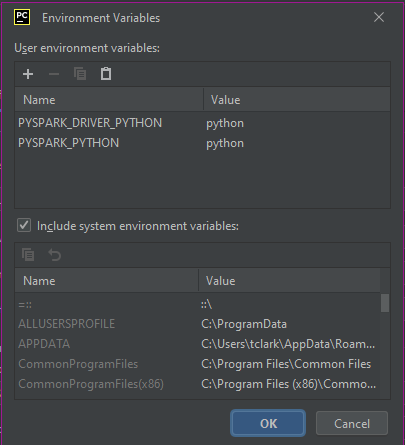 PC Environment Variables
User environment variables:
Name Value
PYSPARK_DRIVER_PYTHON python
PYSPARK_PYTHON python
Include system environment variables:
Name Value
=:: ::\
ALLUSERSPROFILE C:\ProgramData
APPDATA C:\Users\tclark\AppData\Roam...
CommonProgramFiles C:\Program Files\Common Files
CommonProgramFiles(x86) C:\Program Files (x86)\Commo...
OK Cancel